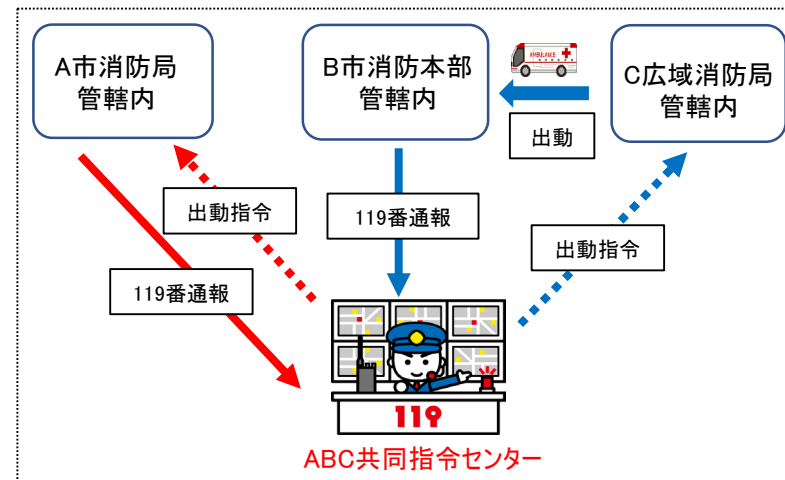 A市消防局
管轄内
B市消防本部
管轄内
C広域消防局
管轄内
AMBULANCE
出動
出動指令
119番通報
出動指令
119番通報
119
ABC共同指令センター